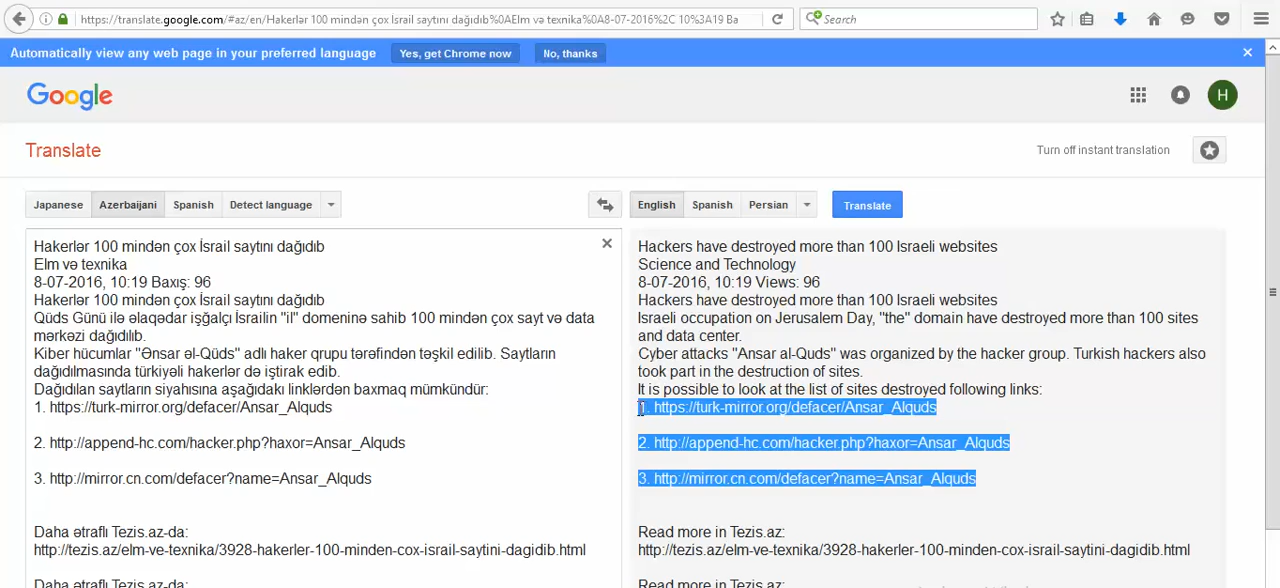 https://translate.google.com/#az/en/Hakerlər 100 mindən çox İsrail saytını dağıdıb%0AElm və texnika%0A8-07-2016%2C 10%3A19 Ba
Search
Automatically view any web page in your preferred language
Yes, get Chrome now
No, thanks
Google
H
Translate
Turn off instant translation
Japanese
Azerbaijani
Spanish
Detect language
English
Spanish
Persian
Translate
Hakerlər 100 mindən çox İsrail saytını dağıdıb
Elm və texnika
8-07-2016, 10:19 Baxış: 96
Hakerlər 100 mindən çox İsrail saytını dağıdıb
Qüds Günü ilə əlaqədar işğalçı İsrailin "il" domeninə sahib 100 mindən çox sayt və data
mərkəzi dağıdılıb.
Kiber hücumlar "Ənsar əl-Qüds" adlı haker qrupu tərəfindən təşkil edilib. Saytların
dağıdılmasında türkiyəli hakerlər də iştirak edib.
Dağıdılan saytların siyahısına aşağıdakı linklərdən baxmaq mümkündür:
1. https://turk-mirror.org/defacer/Ansar_Alquds
2. http://append-hc.com/hacker.php?haxor=Ansar_Alquds
3. http://mirror.cn.com/defacer?name=Ansar_Alquds
Daha ətraflı Tezis.az-da:
http://tezis.az/elm-ve-texnika/3928-hakerler-100-minden-cox-israil-saytini-dagidib.html
Daha ətraflı Tezis.az-da:
Hackers have destroyed more than 100 Israeli websites
Science and Technology
8-07-2016, 10:19 Views: 96
Hackers have destroyed more than 100 Israeli websites
Israeli occupation on Jerusalem Day, "the" domain have destroyed more than 100 sites
and data center.
Cyber attacks "Ansar al-Quds" was organized by the hacker group. Turkish hackers also
took part in the destruction of sites.
It is possible to look at the list of sites destroyed following links:
1. https://turk-mirror.org/defacer/Ansar_Alquds
2. http://append-hc.com/hacker.php?haxor=Ansar_Alquds
3. http://mirror.cn.com/defacer?name=Ansar_Alquds
Read more in Tezis.az:
http://tezis.az/elm-ve-texnika/3928-hakerler-100-minden-cox-israil-saytini-dagidib.html
Read more in Tezis.az: